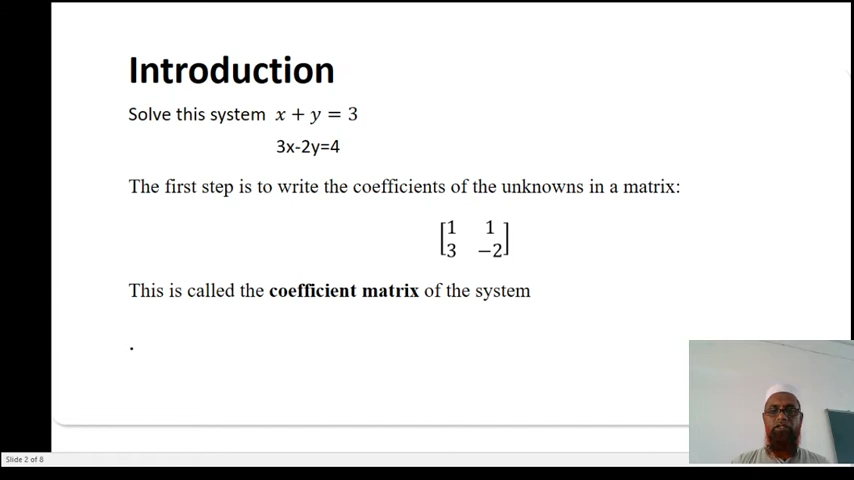 Introduction
Solve this system x + y = 3
3x-2y=4
The first step is to write the coefficients of the unknowns in a matrix:
[1 1
3 −2]
This is called the coefficient matrix of the system
.
Slide 2 of 8